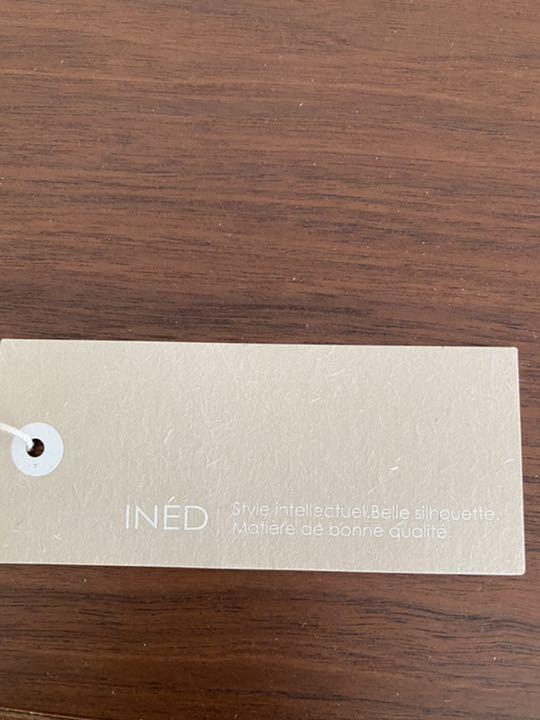 INÉD
Style intellectuel.Belle silhouette.
Matière de bonne qualité.